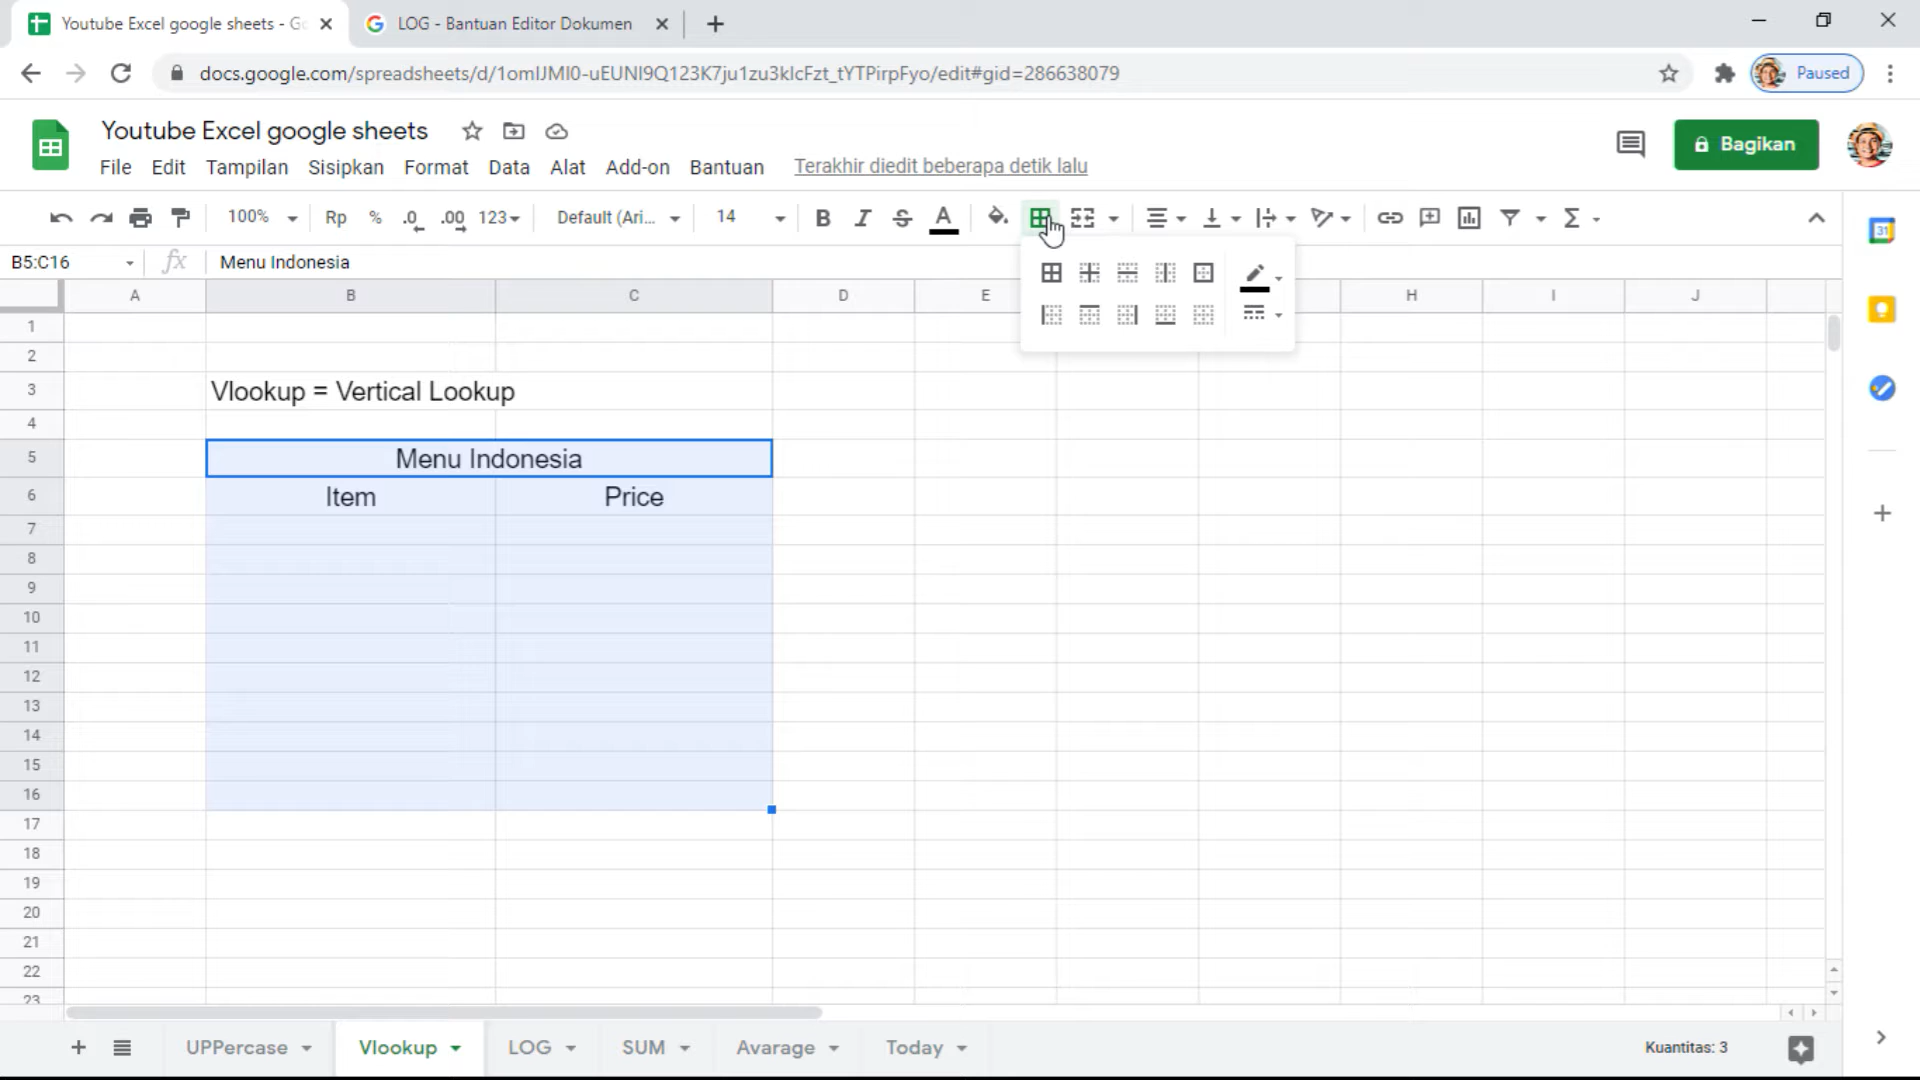 Youtube Excel google sheets - Go
LOG - Bantuan Editor Dokumen
docs.google.com/spreadsheets/d/1omIJMI0-uEUNI9Q123K7ju1zu3klcFzt_tYTPirpFyo/edit#gid=286638079
Paused
Youtube Excel google sheets
Bagikan
File Edit Tampilan Sisipkan Format Data Alat Add-on Bantuan Terakhir diedit beberapa detik lalu
100% Rp % .0 .00 123 Default (Ari... 14 B I S A Σ
31
B5:C16 fx Menu Indonesia
A B C D E H I J
1
2
3 Vlookup = Vertical Lookup
4
5 Menu Indonesia
6 Item Price
7
8
9
10
11
12
13
14
15
16
17
18
19
20
21
22
23
UPPercase Vlookup LOG SUM Avarage Today Kuantitas: 3